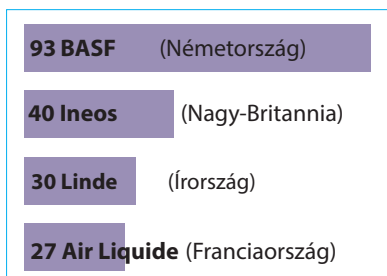 93 BASF (Németország)
40 Ineos (Nagy-Britannia)
30 Linde (Írország)
27 Air Liquide (Franciaország)